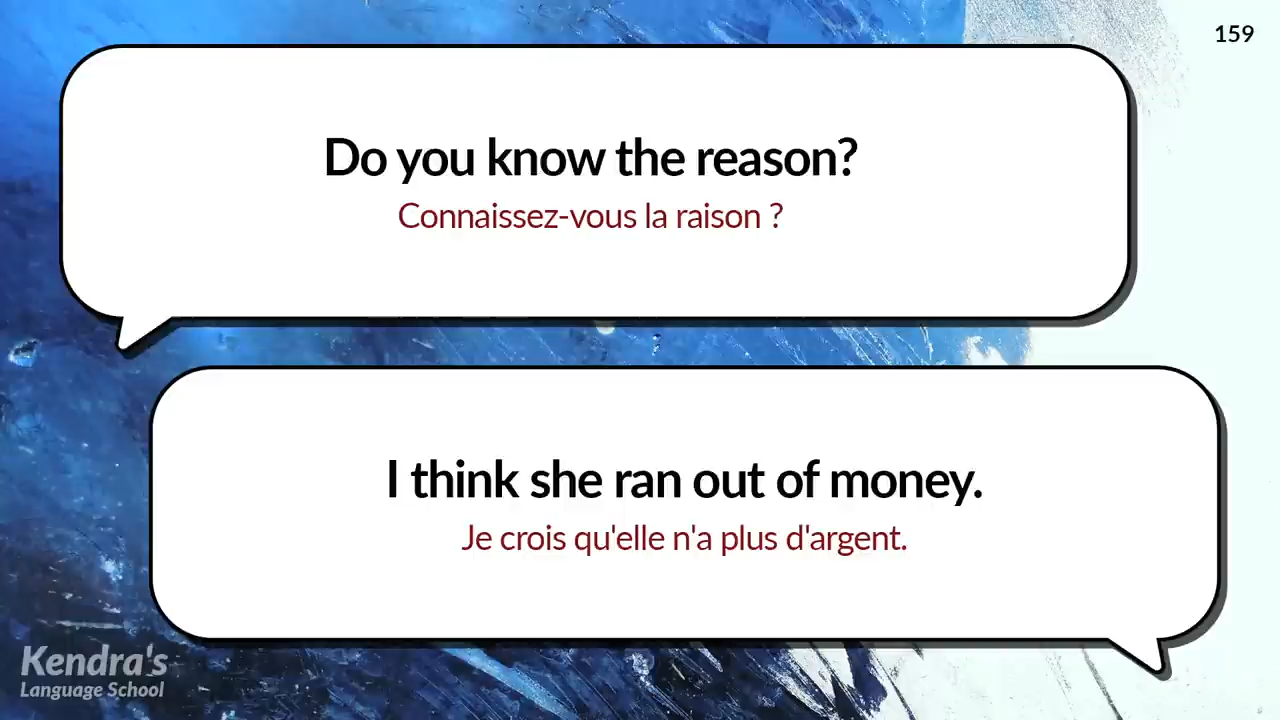 159
Do you know the reason?
Connaissez-vous la raison ?
I think she ran out of money.
Je crois qu'elle n'a plus d'argent.
Kendra's
Language School